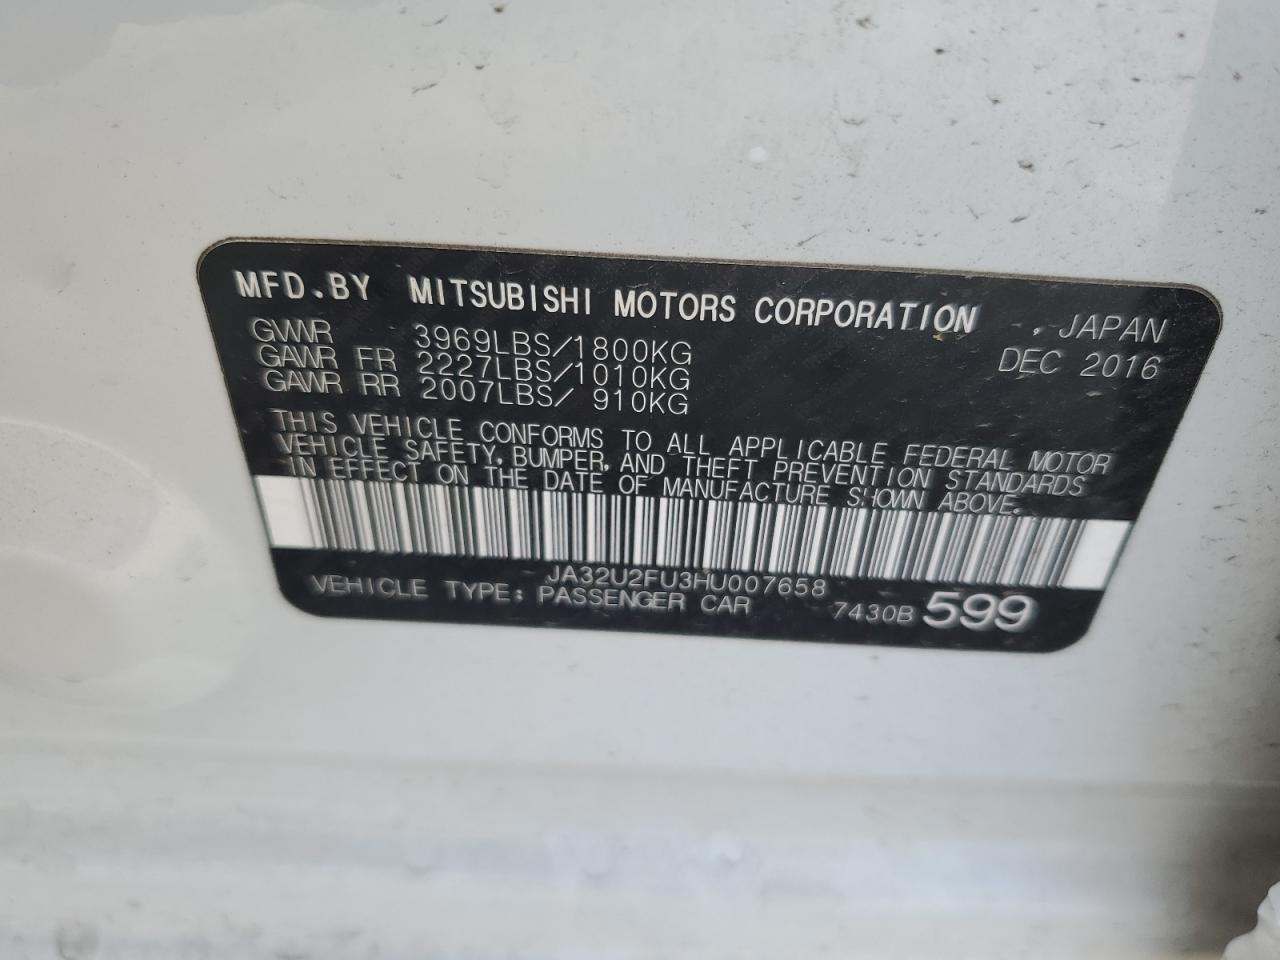 MFD.BY MITSUBISHI MOTORS CORPORATION , JAPAN
GVWR 3969LBS/1800KG DEC 2016
GAWR FR 2227LBS/1010KG
GAWR RR 2007LBS/ 910KG
THIS VEHICLE CONFORMS TO ALL APPLICABLE FEDERAL MOTOR
VEHICLE SAFETY, BUMPER, AND THEFT PREVENTION STANDARDS
IN EFFECT ON THE DATE OF MANUFACTURE SHOWN ABOVE.
JA32U2FU3HU007658
VEHICLE TYPE: PASSENGER CAR 7430B 599